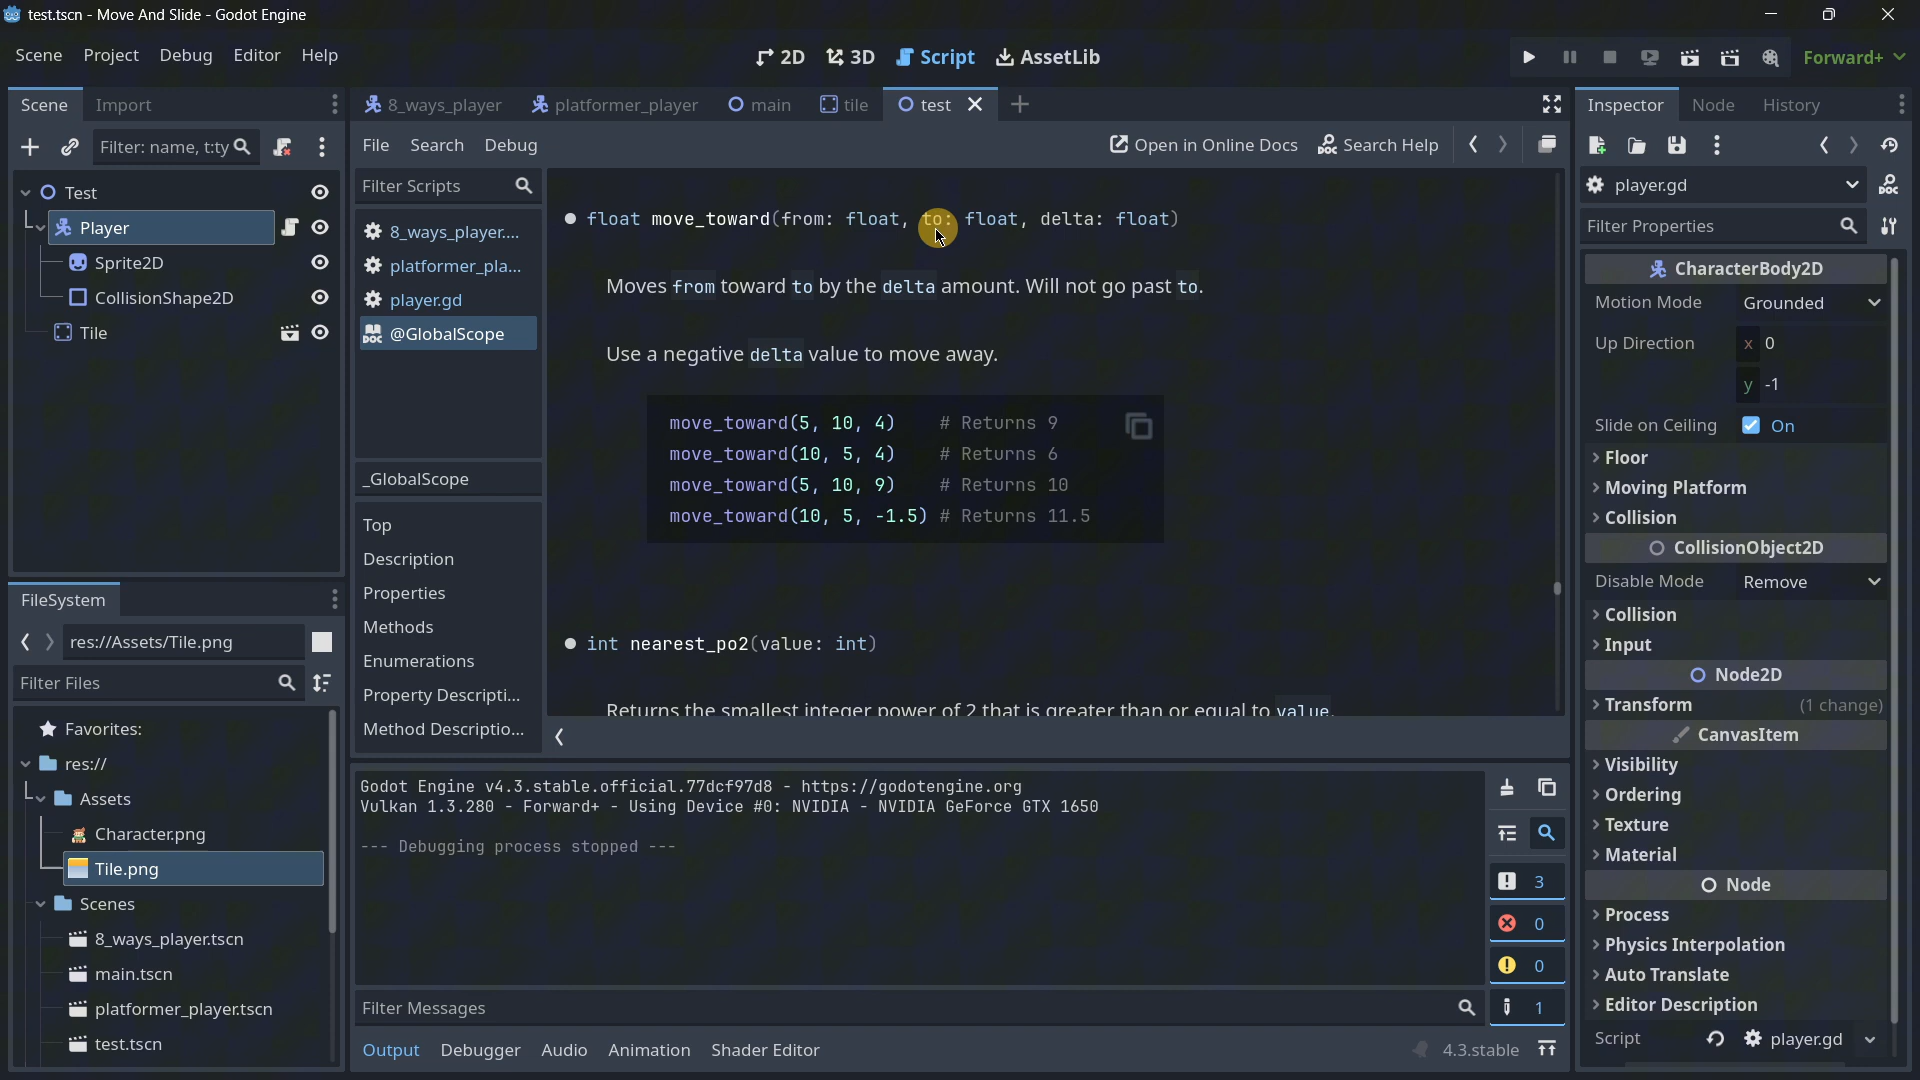 test.tscn - Move And Slide - Godot Engine
Scene Project Debug Editor Help
2D 3D Script AssetLib
Forward+
Scene Import
Filter: name, t:ty
Test
Player
Sprite2D
CollisionShape2D
Tile
FileSystem
res://Assets/Tile.png
Filter Files
Favorites:
res://
Assets
Character.png
Tile.png
Scenes
8_ways_player.tscn
main.tscn
platformer_player.tscn
test.tscn
8_ways_player platformer_player main tile test
File Search Debug
Open in Online Docs Search Help
Filter Scripts
8_ways_player....
platformer_pla...
player.gd
DOC @GlobalScope
_GlobalScope
Top
Description
Properties
Methods
Enumerations
Property Descripti...
Method Descriptio...
float move_toward(from: float, to: float, delta: float)
Moves from toward to by the delta amount. Will not go past to.
Use a negative delta value to move away.
move_toward(5, 10, 4) # Returns 9
move_toward(10, 5, 4) # Returns 6
move_toward(5, 10, 9) # Returns 10
move_toward(10, 5, -1.5) # Returns 11.5
int nearest_po2(value: int)
Returns the smallest integer power of 2 that is greater than or equal to value.
Godot Engine v4.3.stable.official.77dcf97d8 - https://godotengine.org
Vulkan 1.3.280 - Forward+ - Using Device #0: NVIDIA - NVIDIA GeForce GTX 1650
--- Debugging process stopped ---
3
0
0
1
Filter Messages
Output Debugger Audio Animation Shader Editor
4.3.stable
Inspector Node History
player.gd
Filter Properties
CharacterBody2D
Motion Mode Grounded
Up Direction x 0
y -1
Slide on Ceiling On
Floor
Moving Platform
Collision
CollisionObject2D
Disable Mode Remove
Collision
Input
Node2D
Transform (1 change)
CanvasItem
Visibility
Ordering
Texture
Material
Node
Process
Physics Interpolation
Auto Translate
Editor Description
Script player.gd